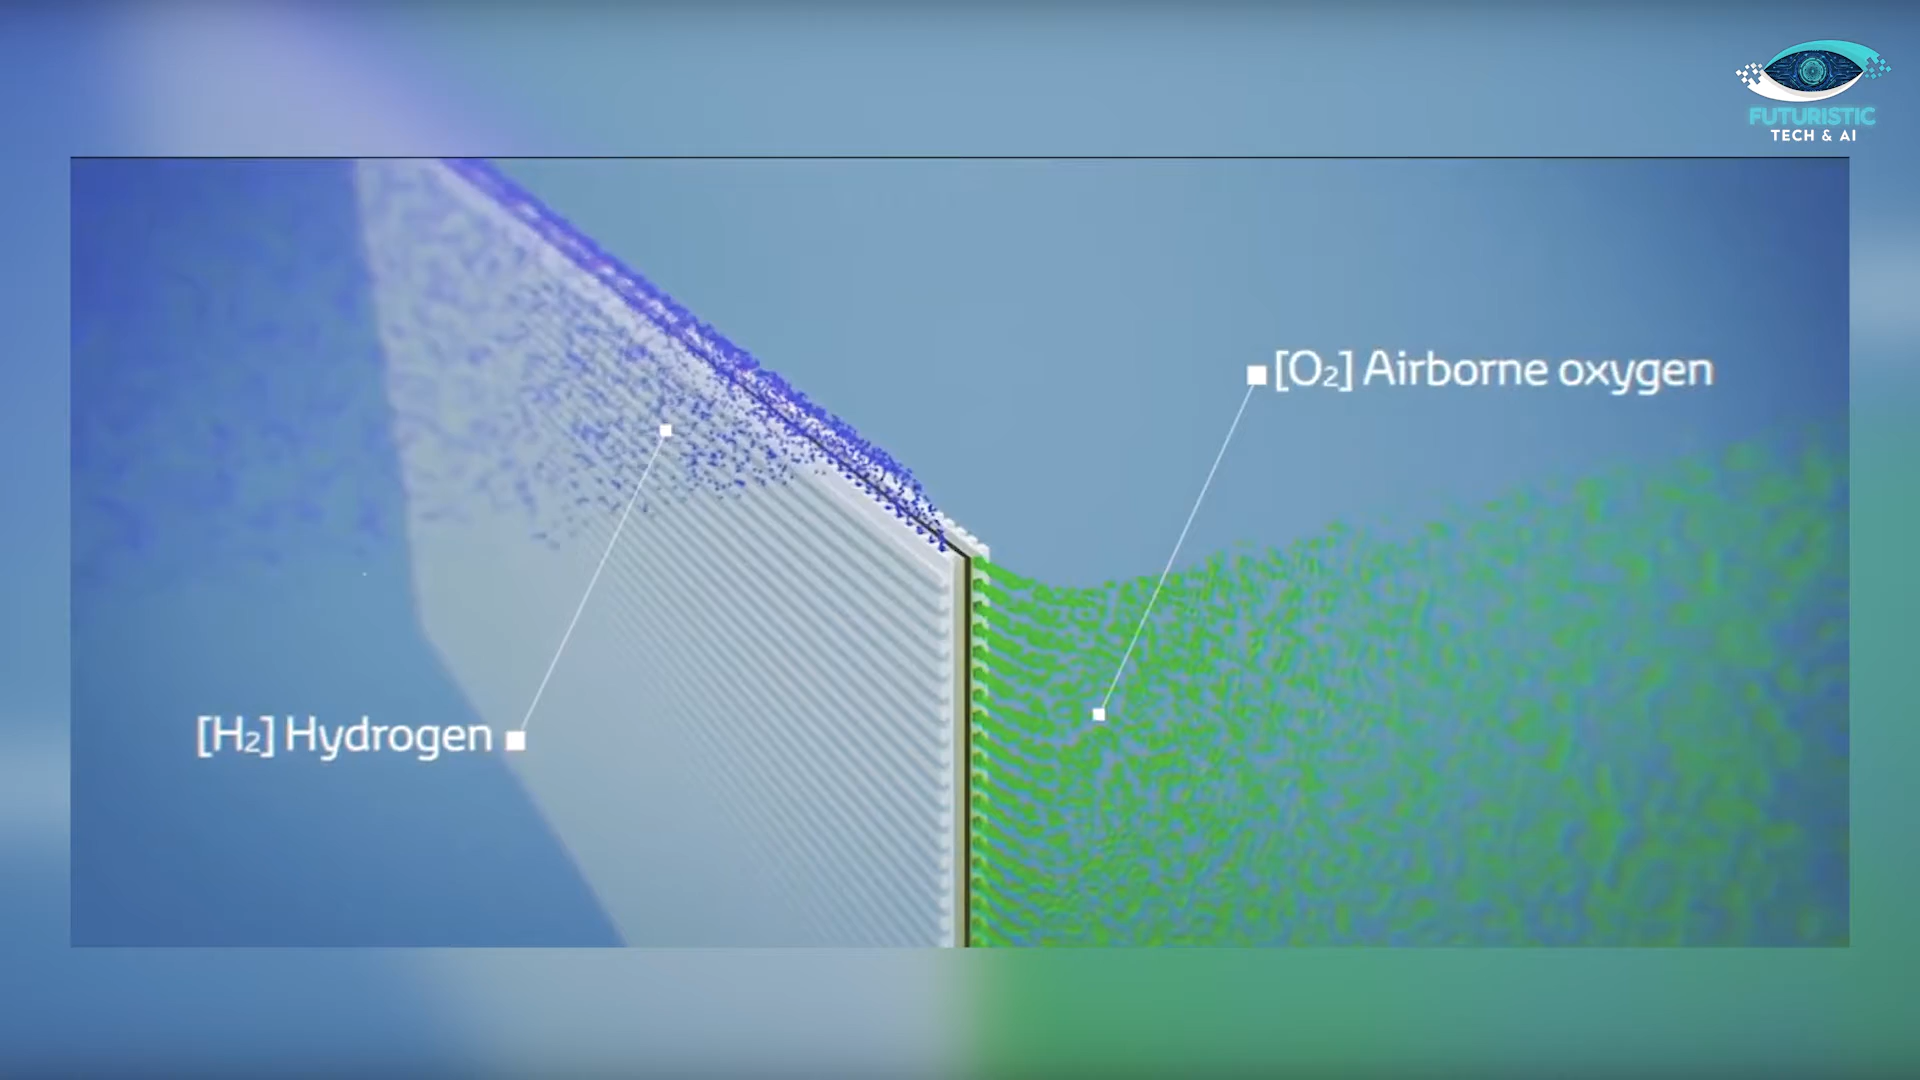 FUTURISTIC
TECH & AI
[O₂] Airborne oxygen
[H₂] Hydrogen